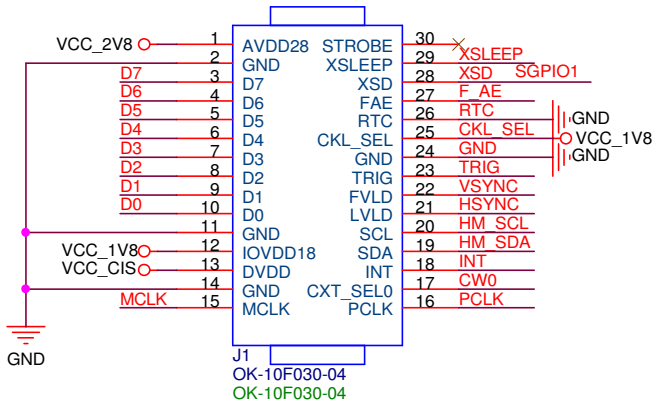 VCC_2V8 1 AVDD28 STROBE 30
2 GND XSLEEP 29 XSLEEP
D7 3 D7 XSD 28 XSD SGPIO1
D6 4 D6 FAE 27 F_AE
D5 5 D5 RTC 26 RTC GND
D4 6 D4 CKL_SEL 25 CKL_SEL VCC_1V8
D3 7 D3 GND 24 GND GND
D2 8 D2 TRIG 23 TRIG
D1 9 D1 FVLD 22 VSYNC
D0 10 D0 LVLD 21 HSYNC
11 GND SCL 20 HM_SCL
VCC_1V8 12 IOVDD18 SDA 19 HM_SDA
VCC_CIS 13 DVDD INT 18 INT
14 GND CXT_SEL0 17 CW0
MCLK 15 MCLK PCLK 16 PCLK
GND
J1
OK-10F030-04
OK-10F030-04